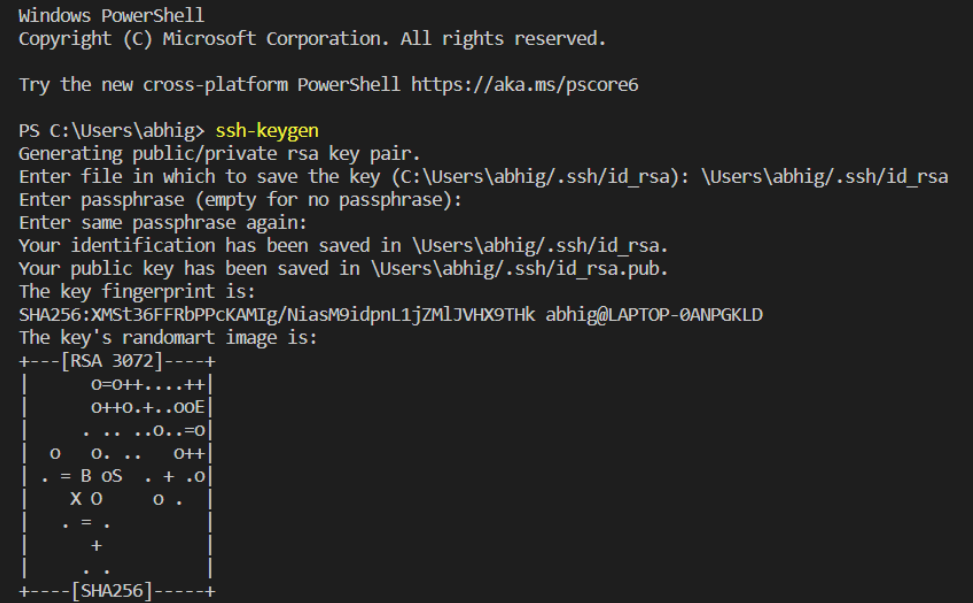 Windows PowerShell
Copyright (C) Microsoft Corporation. All rights reserved.
Try the new cross-platform PowerShell https://aka.ms/pscore6
PS C:\Users\abhig> ssh-keygen
Generating public/private rsa key pair.
Enter file in which to save the key (C:\Users\abhig/.ssh/id_rsa): \Users\abhig/.ssh/id_rsa
Enter passphrase (empty for no passphrase):
Enter same passphrase again:
Your identification has been saved in \Users\abhig/.ssh/id_rsa.
Your public key has been saved in \Users\abhig/.ssh/id_rsa.pub.
The key fingerprint is:
SHA256:XMSt36FFRbPPcKAMIg/NiasM9idpnL1jZMlJVHX9THk abhig@LAPTOP-0ANPGKLD
The key's randomart image is:
+---[RSA 3072]----+
|      o=o++....++|
|      o++o.+..ooE|
|     . .. ..o..=o|
|  o   o. ..   o++|
| . = B oS  . + .o|
|    X O     o .  |
|   . = .         |
|      +          |
|     . .         |
+----[SHA256]-----+